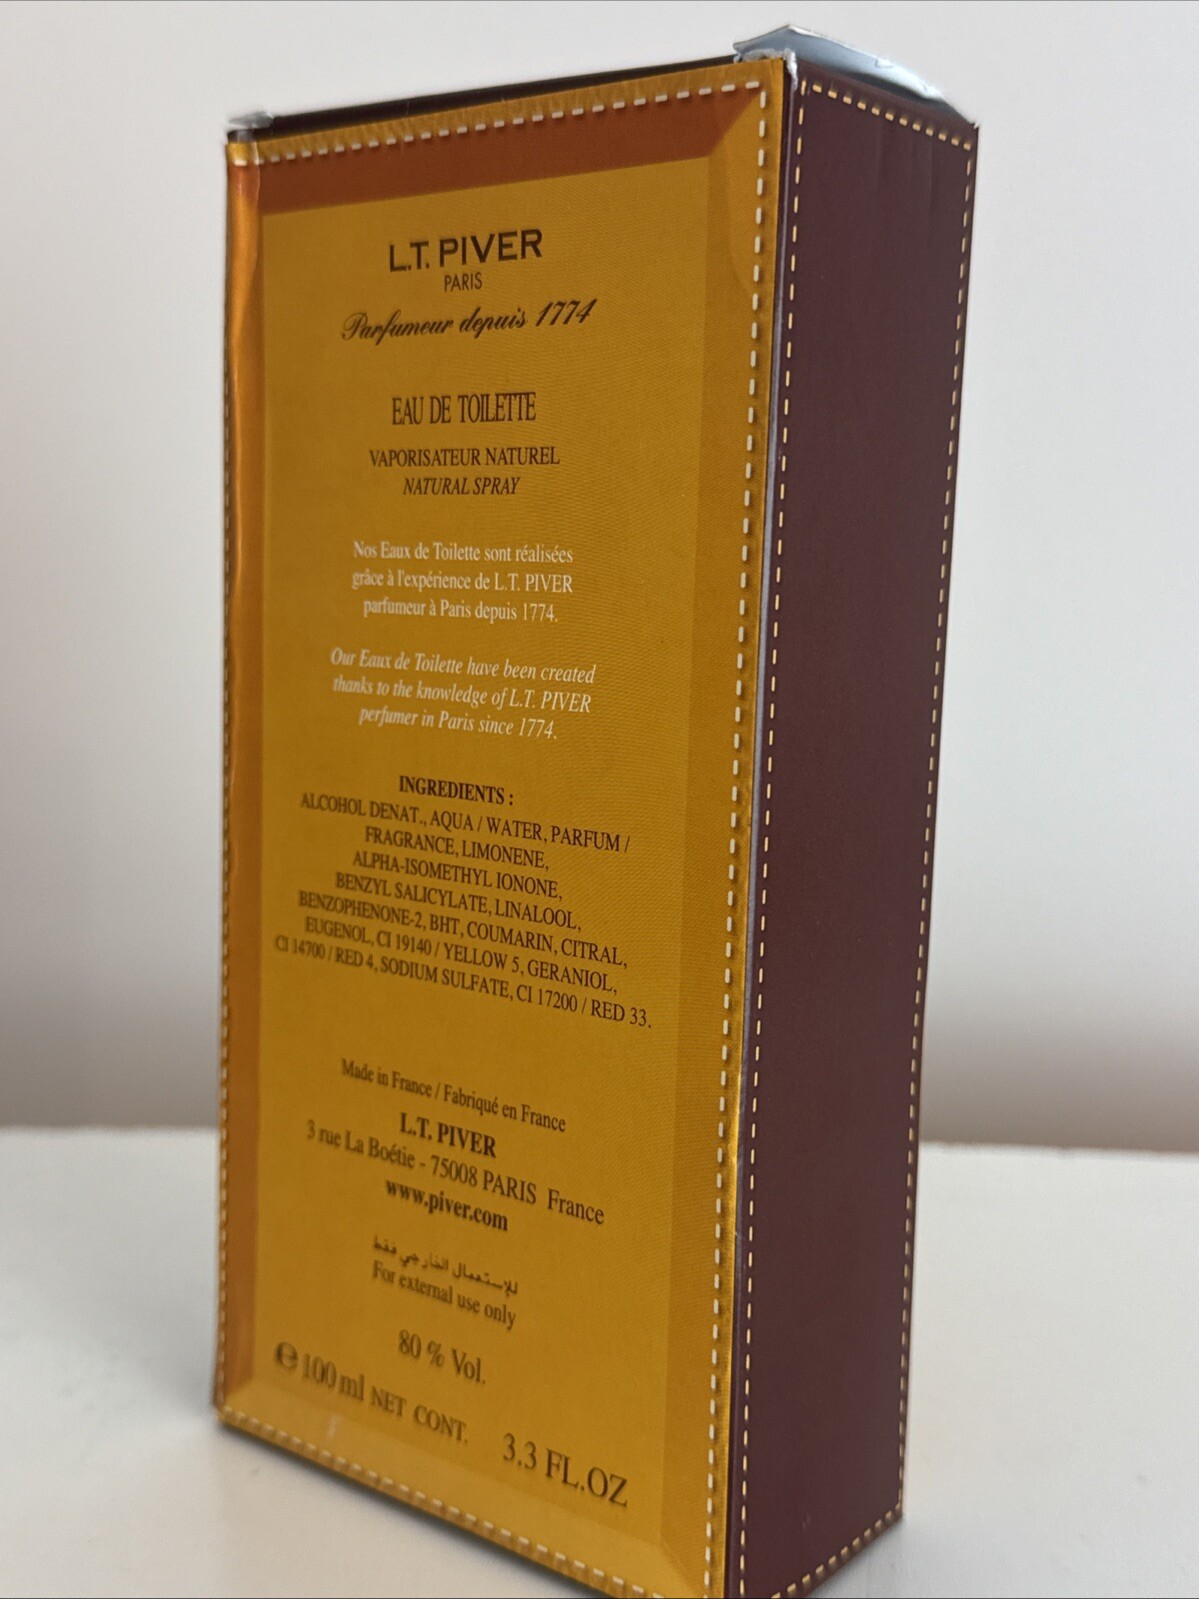 L.T. PIVER
PARIS
Parfumeur depuis 1774
EAU DE TOILETTE
VAPORISATEUR NATUREL
NATURAL SPRAY
Nos Eaux de Toilette sont réalisées
grâce à l'expérience de L.T. PIVER
parfumeur à Paris depuis 1774.
Our Eaux de Toilette have been created
thanks to the knowledge of L.T. PIVER
perfumer in Paris since 1774.
INGREDIENTS :
ALCOHOL DENAT., AQUA / WATER, PARFUM /
FRAGRANCE, LIMONENE,
ALPHA-ISOMETHYL IONONE,
BENZYL SALICYLATE, LINALOOL,
BENZOPHENONE-2, BHT, COUMARIN, CITRAL,
EUGENOL, CI 19140 / YELLOW 5, GERANIOL,
CI 14700 / RED 4, SODIUM SULFATE, CI 17200 / RED 33.
Made in France / Fabriqué en France
L.T. PIVER
3 rue La Boétie - 75008 PARIS France
www.piver.com
للإستعمال الخارجي فقط
For external use only
80 % Vol.
℮ 100 ml NET CONT. 3.3 FL.OZ